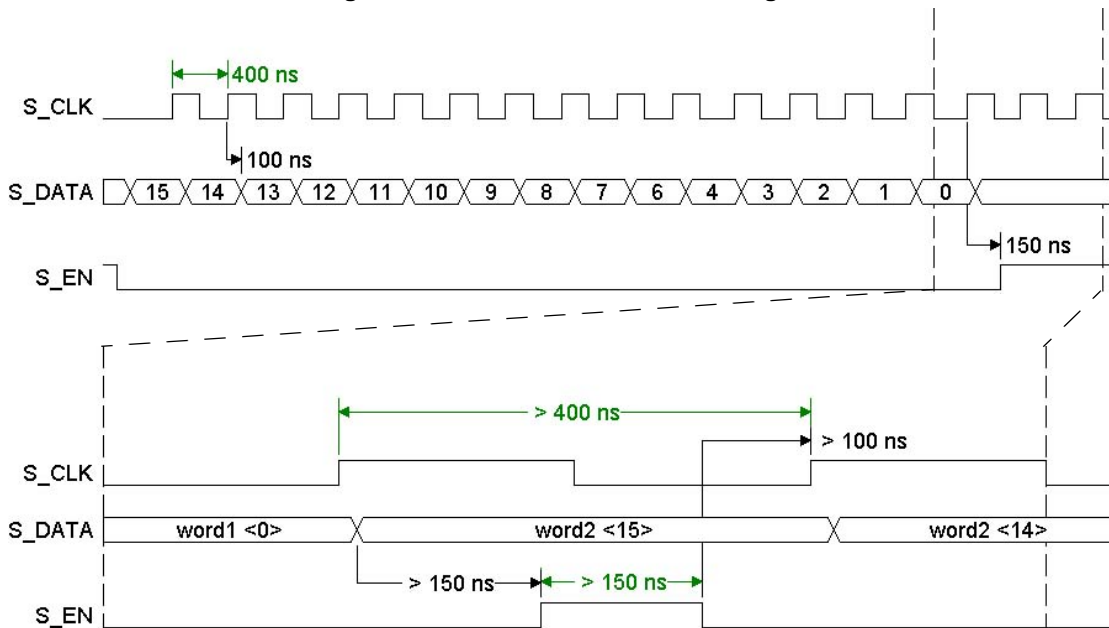 400 ns
S_CLK
100 ns
S_DATA 15 14 13 12 11 10 9 8 7 6 4 3 2 1 0
150 ns
S_EN
> 400 ns
> 100 ns
S_CLK
S_DATA word1 <0> word2 <15> word2 <14>
> 150 ns > 150 ns
S_EN